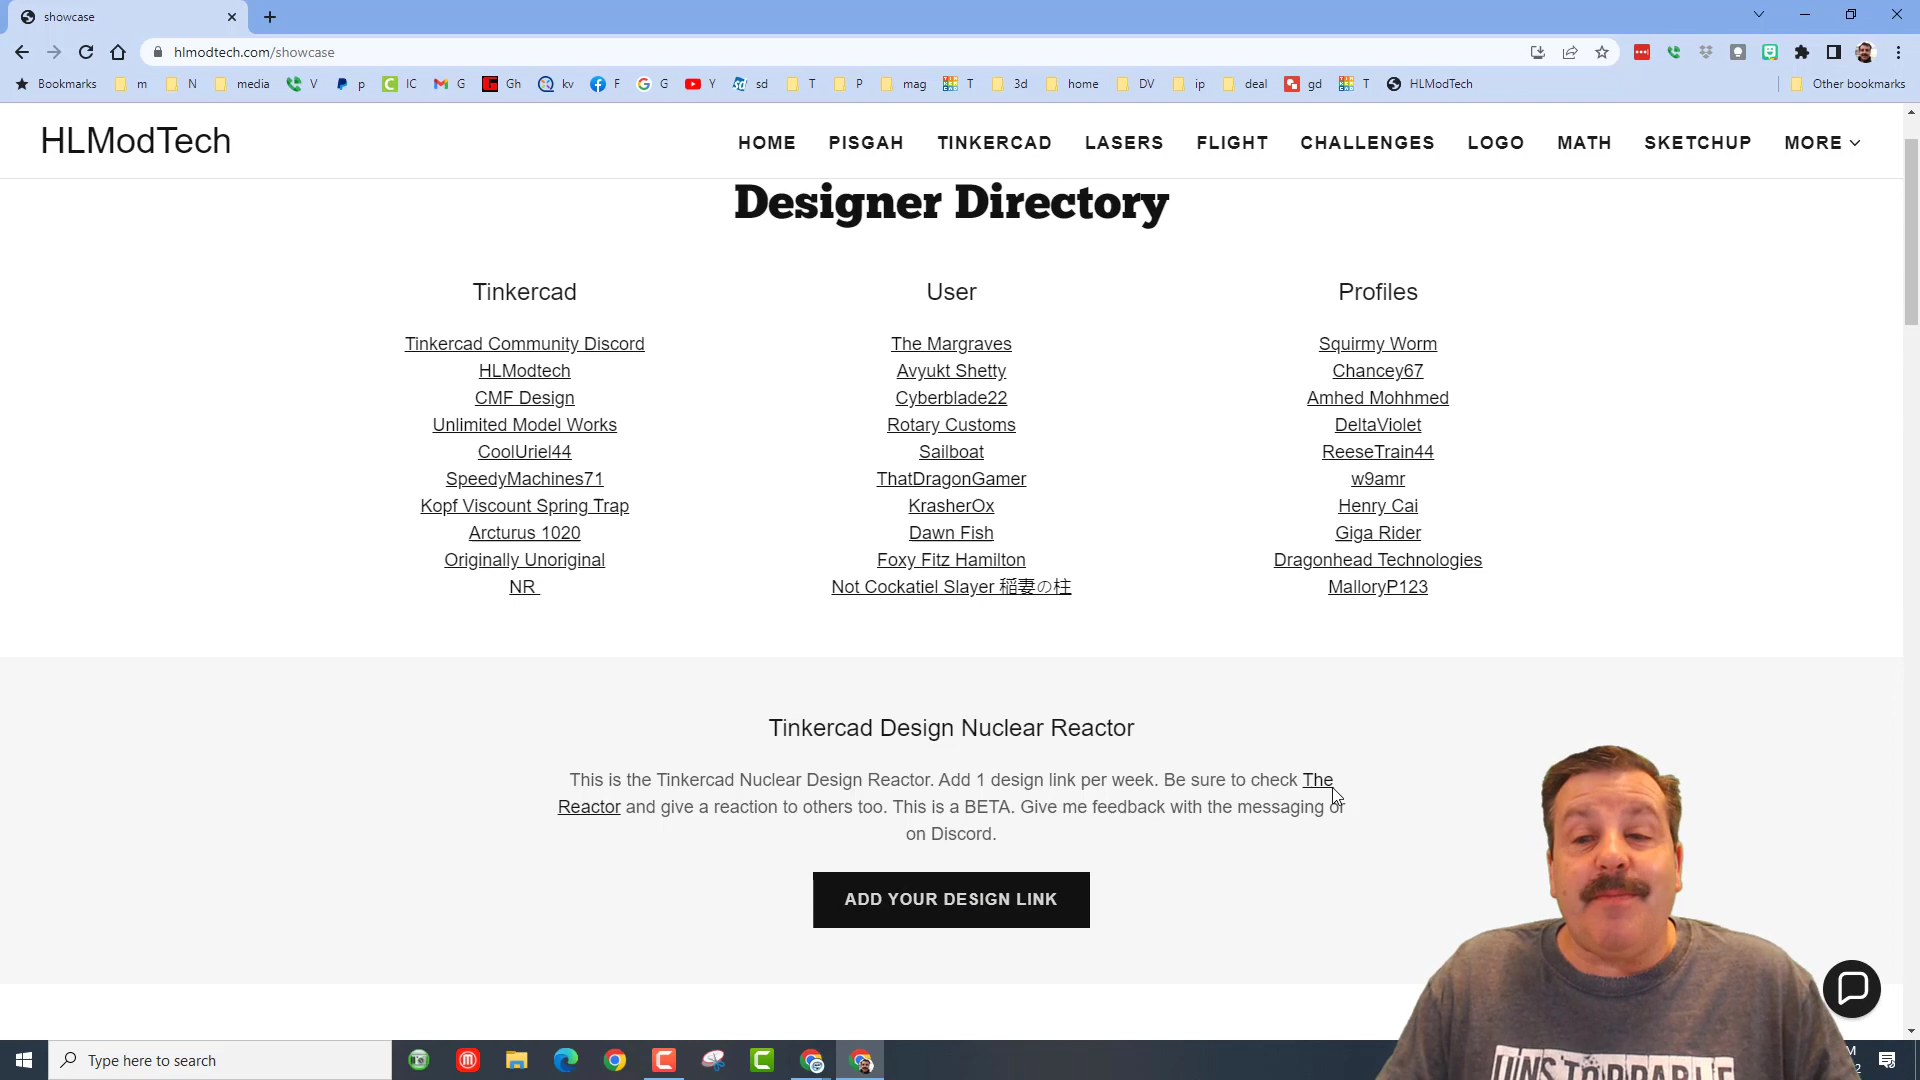 showcase
hlmodtech.com/showcase
Bookmarks m N media V p IC G Gh kv F G Y sd T P mag T 3d home DV ip deal gd T HLModTech Other bookmarks
HLModTech HOME PISGAH TINKERCAD LASERS FLIGHT CHALLENGES LOGO MATH SKETCHUP MORE
Designer Directory
Tinkercad User Profiles
Tinkercad Community Discord The Margraves Squirmy Worm
HLModtech Avyukt Shetty Chancey67
CMF Design Cyberblade22 Amhed Mohhmed
Unlimited Model Works Rotary Customs DeltaViolet
CoolUriel44 Sailboat ReeseTrain44
SpeedyMachines71 ThatDragonGamer w9amr
Kopf Viscount Spring Trap KrasherOx Henry Cai
Arcturus 1020 Dawn Fish Giga Rider
Originally Unoriginal Foxy Fitz Hamilton Dragonhead Technologies
NR Not Cockatiel Slayer 稲妻の柱 MalloryP123
Tinkercad Design Nuclear Reactor
This is the Tinkercad Nuclear Design Reactor. Add 1 design link per week. Be sure to check The
Reactor and give a reaction to others too. This is a BETA. Give me feedback with the messaging or
on Discord.
ADD YOUR DESIGN LINK
UNSTOPPABLE
Type here to search